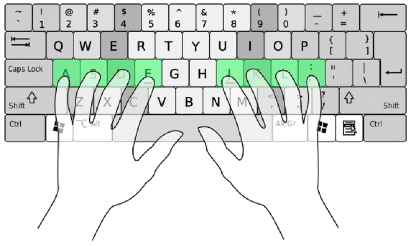 ~ ! @ # $ % ^ & * ( ) _ +
` 1 2 3 4 5 6 7 8 9 0 - =
Q W E R T Y U I O P { }
[ ]
Caps Lock A S D F G H J K L : "
; ' \
Shift Z X C V B N M Shift
Ctrl Alt Alt Gr Ctrl